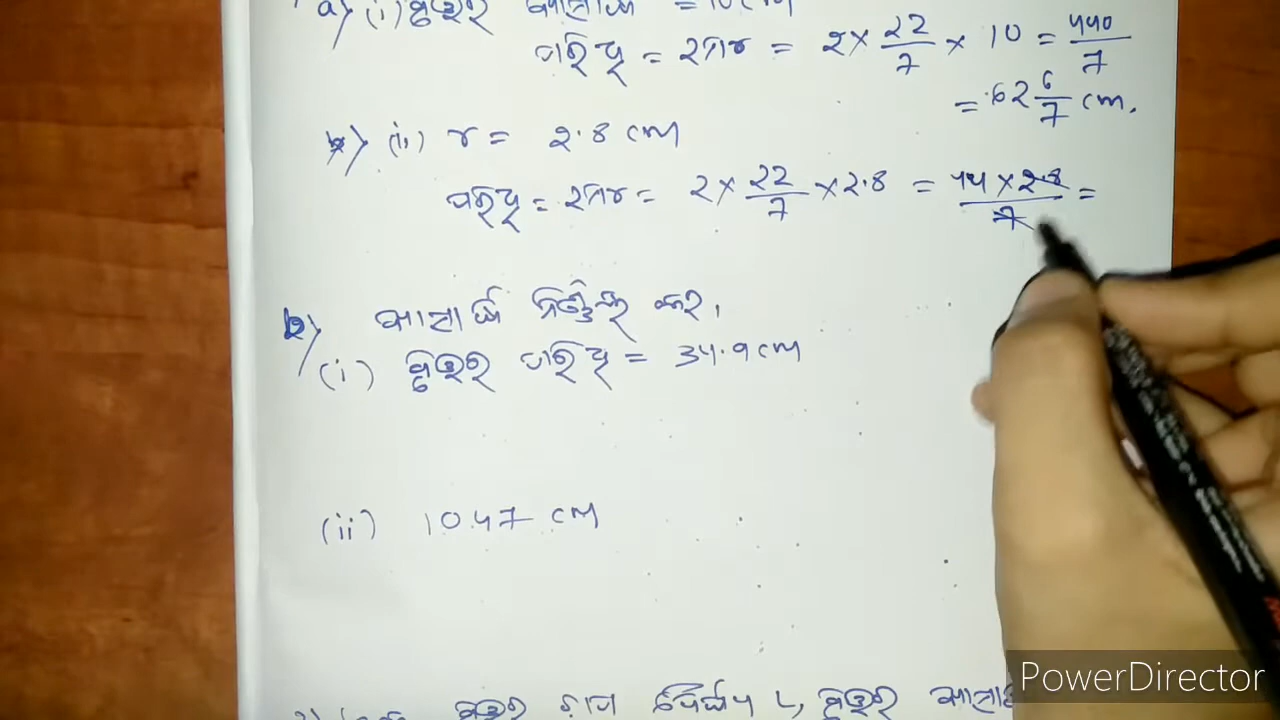 a) (i) ବୃତ୍ତର ବ୍ୟାସାର୍ଦ୍ଧ = 10 cm
ପରିଧି = 2πr = 2 × 22/7 × 10 = 440/7
= 62 6/7 cm.
(ii) r = 2.8 cm
ପରିଧି = 2πr = 2 × 22/7 × 2.8 = 44 × 2.8/7 =
b) ବ୍ୟାସାର୍ଦ୍ଧ ନିର୍ଣ୍ଣୟ କର।
(i) ବୃତ୍ତର ପରିଧି = 34.9 cm
(ii) 10.47 cm
ବୃତ୍ତର ଚାପ ଦୈର୍ଘ୍ୟ L, ବୃତ୍ତର
PowerDirector